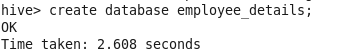 hive> create database employee_details;
OK
Time taken: 2.608 seconds